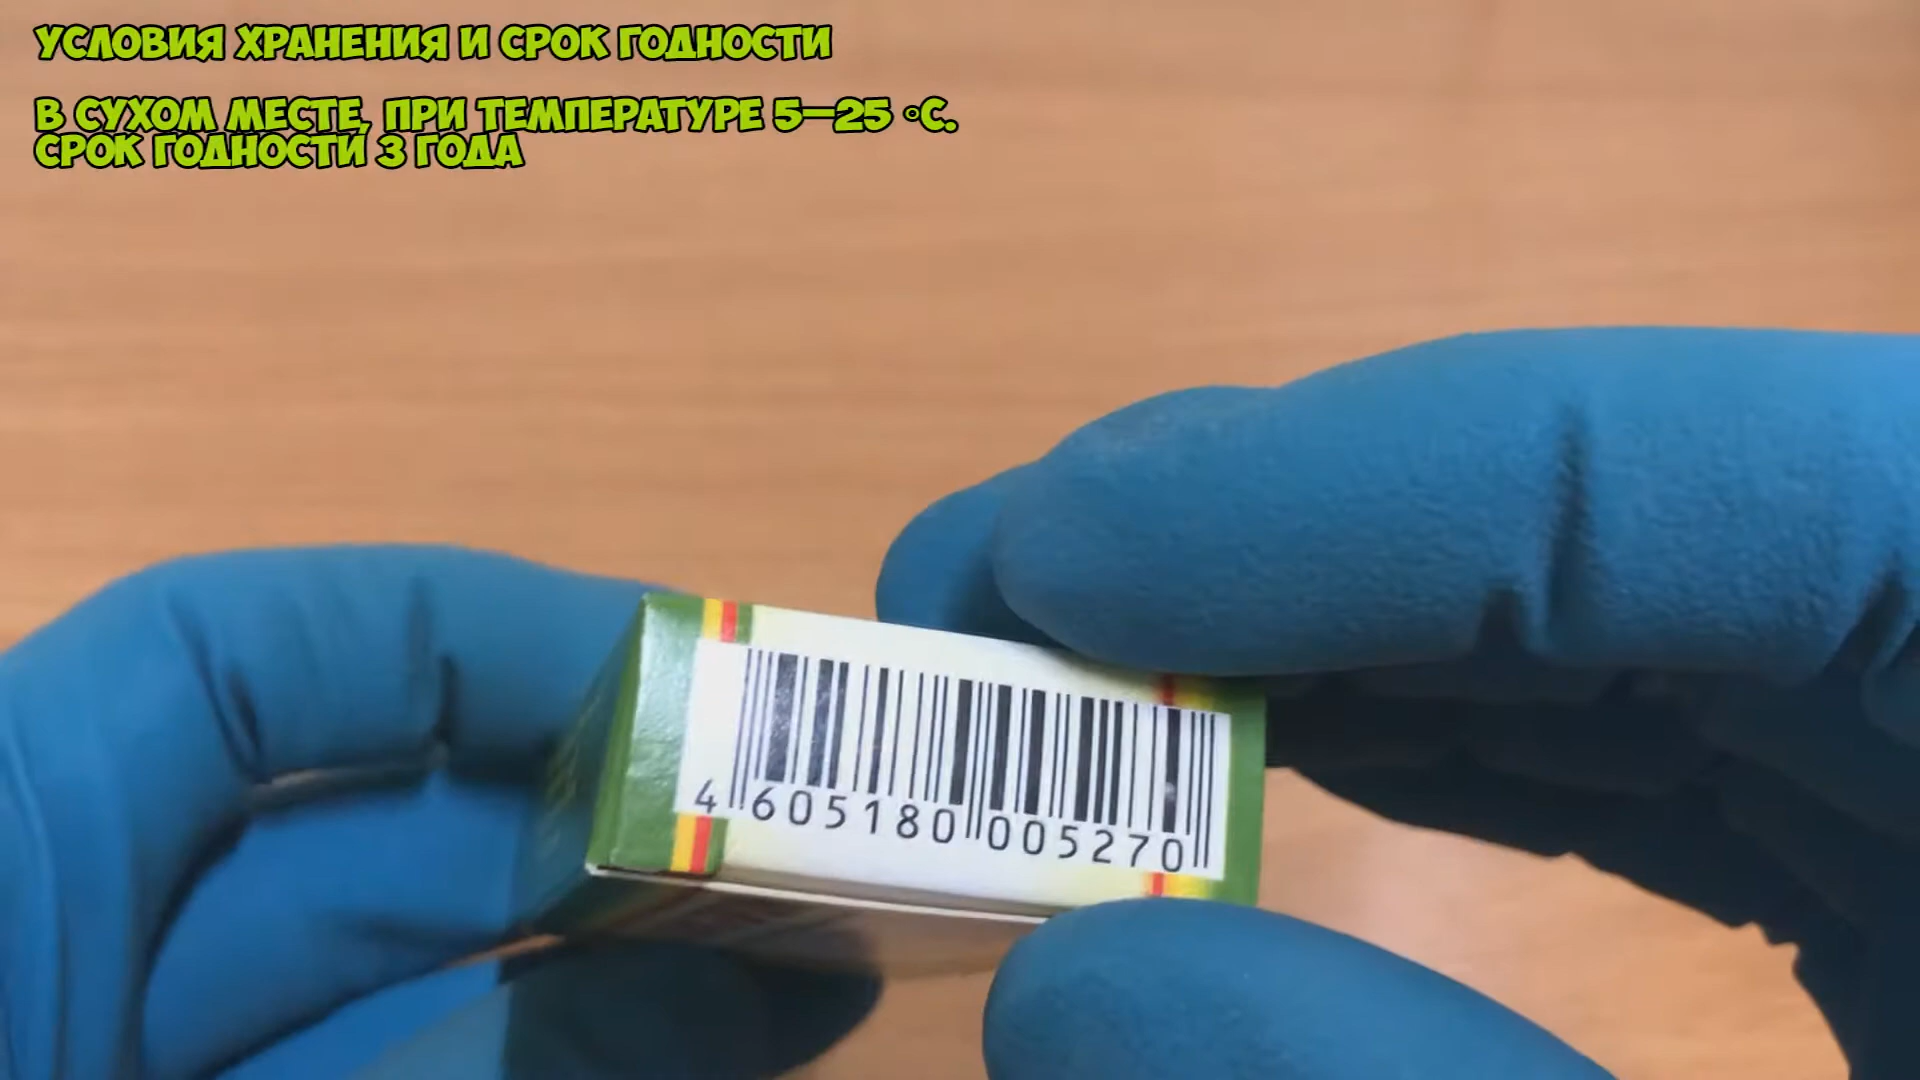 УСЛОВИЯ ХРАНЕНИЯ И СРОК ГОДНОСТИ
В СУХОМ МЕСТЕ, ПРИ ТЕМПЕРАТУРЕ 5–25 °С.
СРОК ГОДНОСТИ 3 ГОДА
4 605180 005270